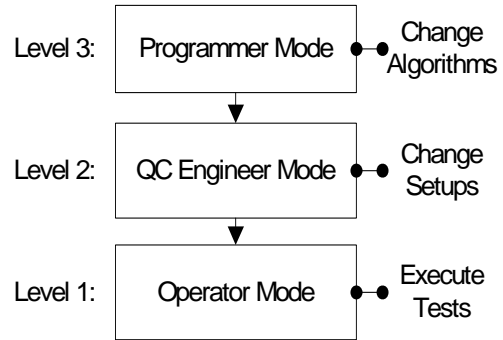 Level 3:
Programmer Mode
Change
Algorithms
Level 2:
QC Engineer Mode
Change
Setups
Level 1:
Operator Mode
Execute
Tests